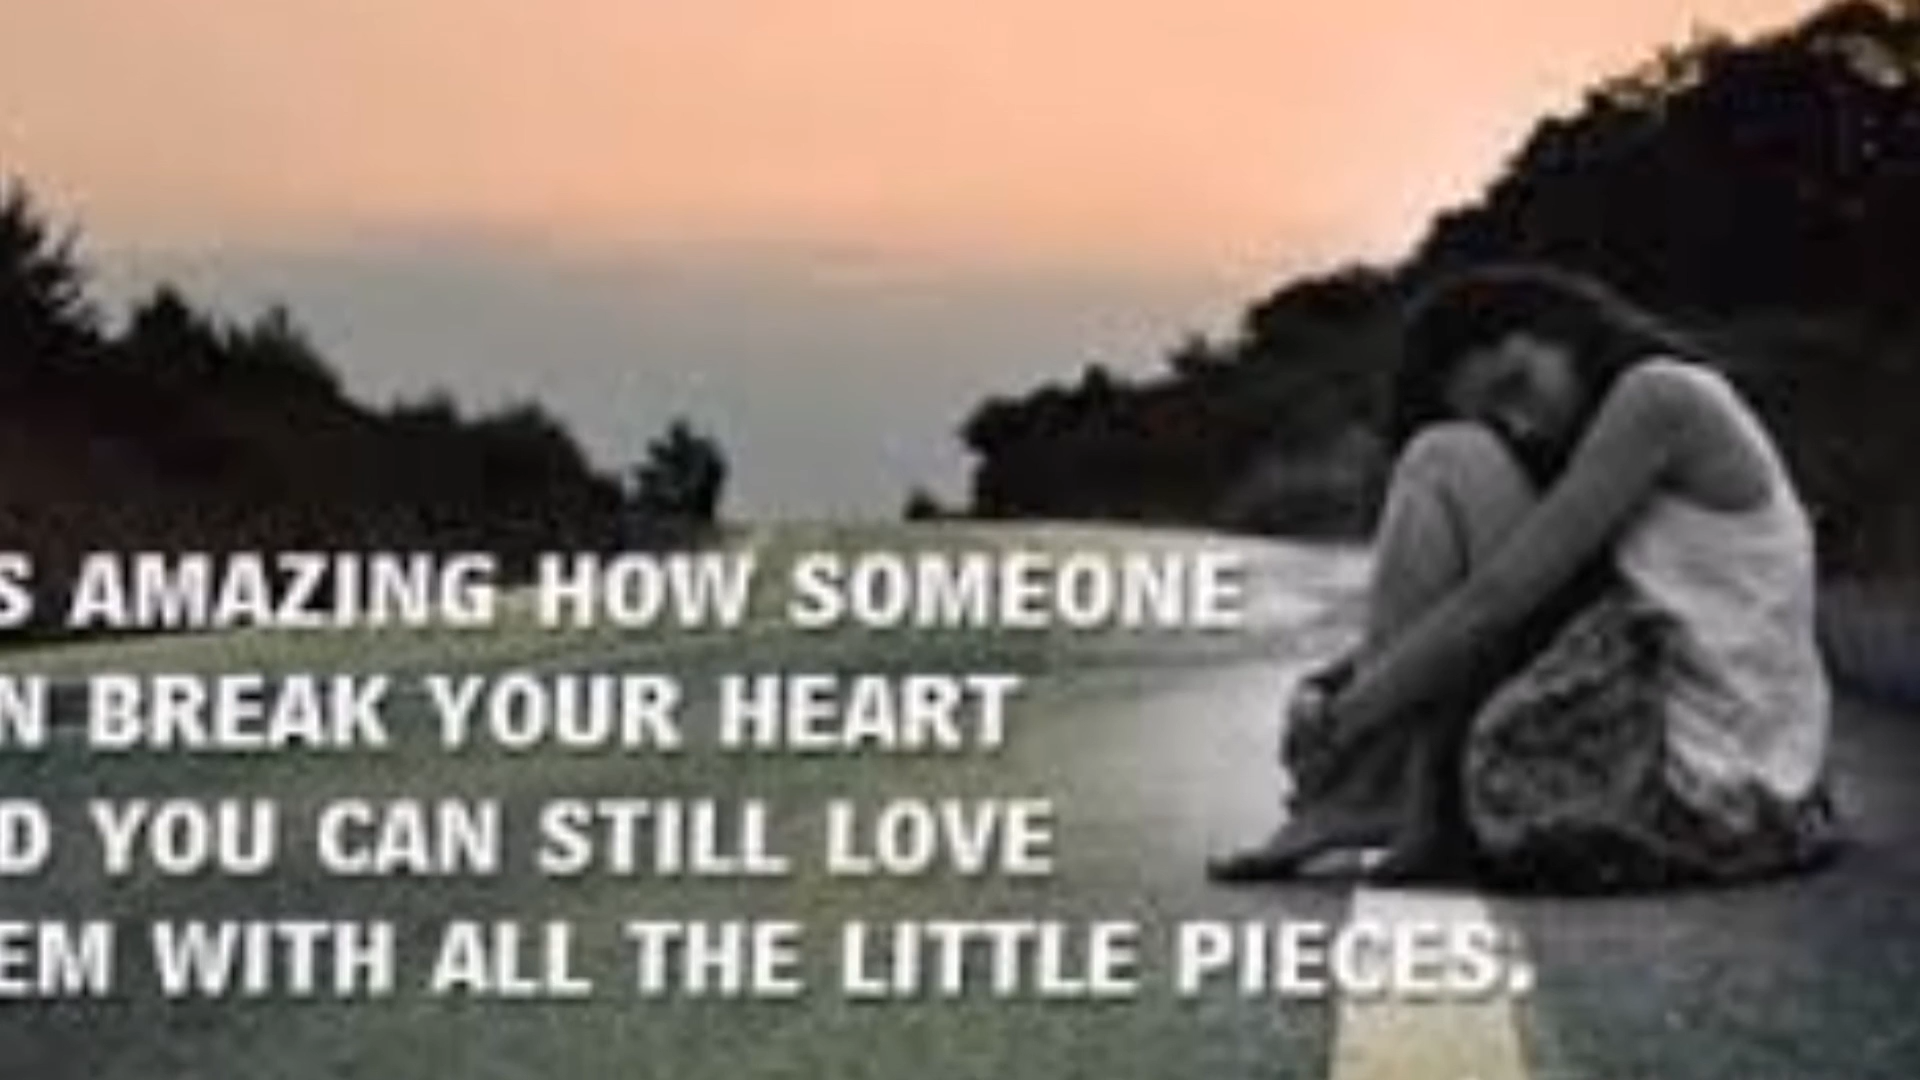 S AMAZING HOW SOMEONE
N BREAK YOUR HEART
D YOU CAN STILL LOVE
EM WITH ALL THE LITTLE PIECES.